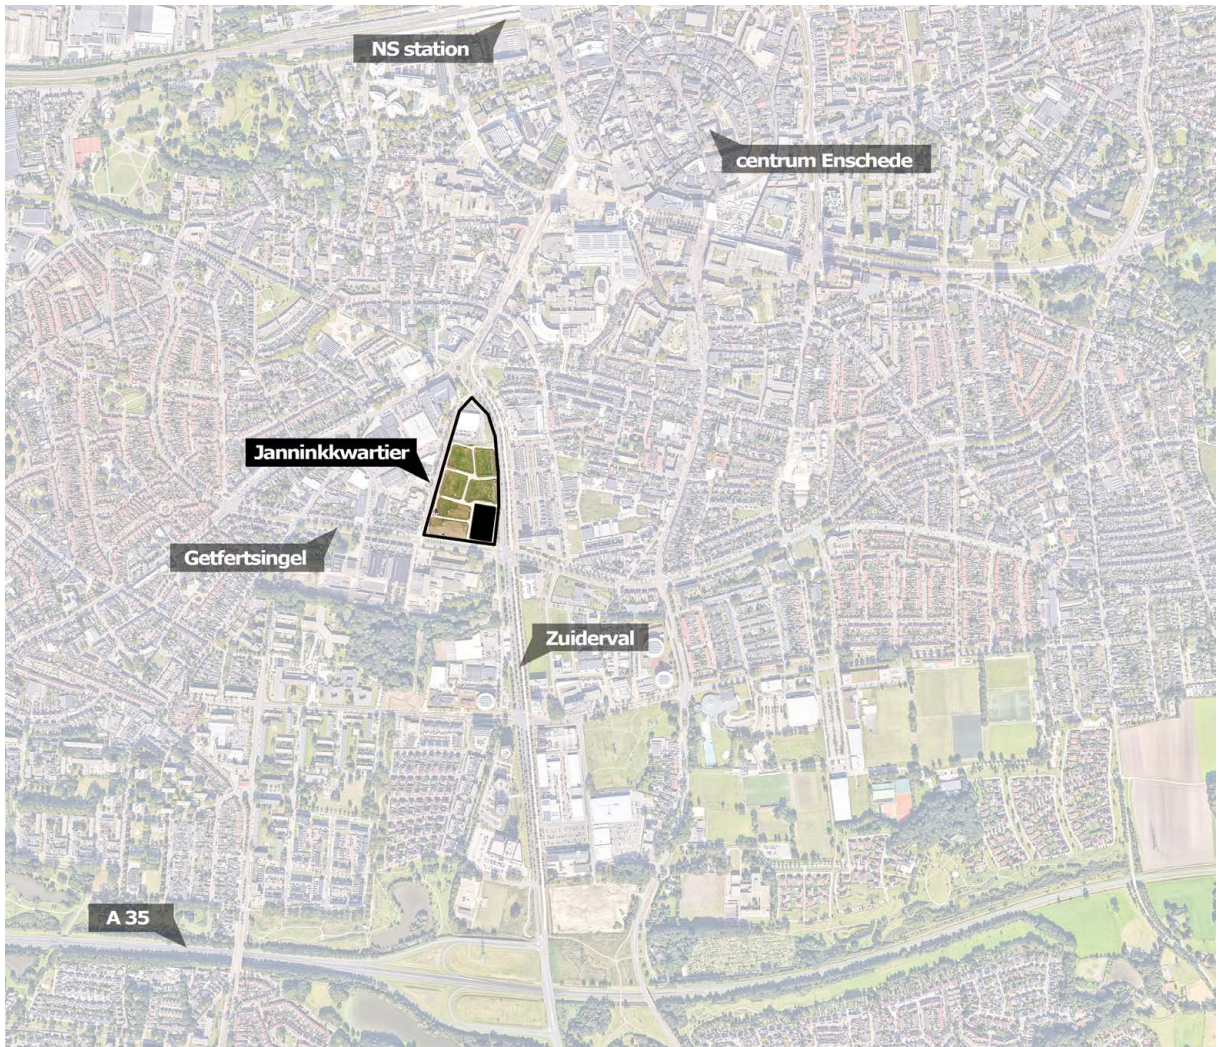 NS station
centrum Enschede
Janninkkwartier
Getfertsingel
Zuiderval
A 35